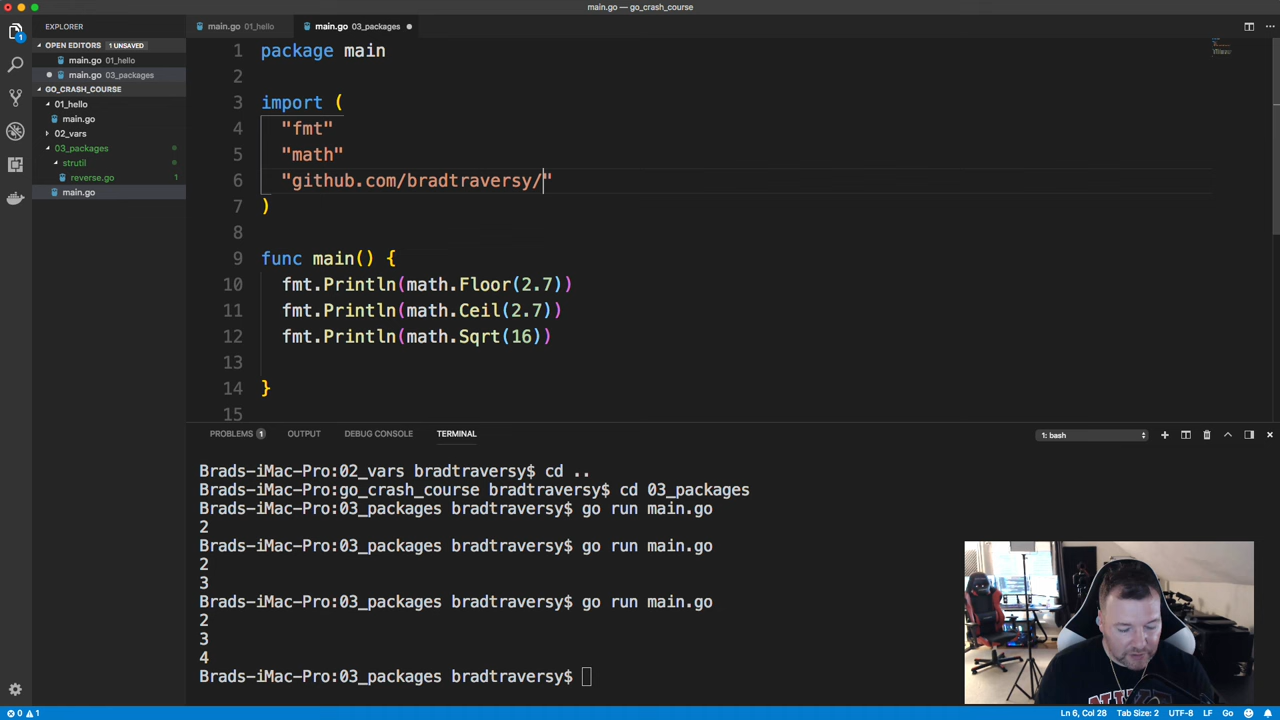 main.go — go_crash_course
EXPLORER
OPEN EDITORS 1 UNSAVED
main.go 01_hello
main.go 03_packages
GO_CRASH_COURSE
01_hello
main.go
02_vars
03_packages
strutil
reverse.go 1
main.go
1
main.go 01_hello
main.go 03_packages
1 package main
2
3 import (
4 "fmt"
5 "math"
6 "github.com/bradtraversy/"
7 )
8
9 func main() {
10 fmt.Println(math.Floor(2.7))
11 fmt.Println(math.Ceil(2.7))
12 fmt.Println(math.Sqrt(16))
13
14 }
15
PROBLEMS 1 OUTPUT DEBUG CONSOLE TERMINAL 1: bash
Brads-iMac-Pro:02_vars bradtraversy$ cd ..
Brads-iMac-Pro:go_crash_course bradtraversy$ cd 03_packages
Brads-iMac-Pro:03_packages bradtraversy$ go run main.go
2
Brads-iMac-Pro:03_packages bradtraversy$ go run main.go
2
3
Brads-iMac-Pro:03_packages bradtraversy$ go run main.go
2
3
4
Brads-iMac-Pro:03_packages bradtraversy$
0 1 Ln 6, Col 28 Tab Size: 2 UTF-8 LF Go